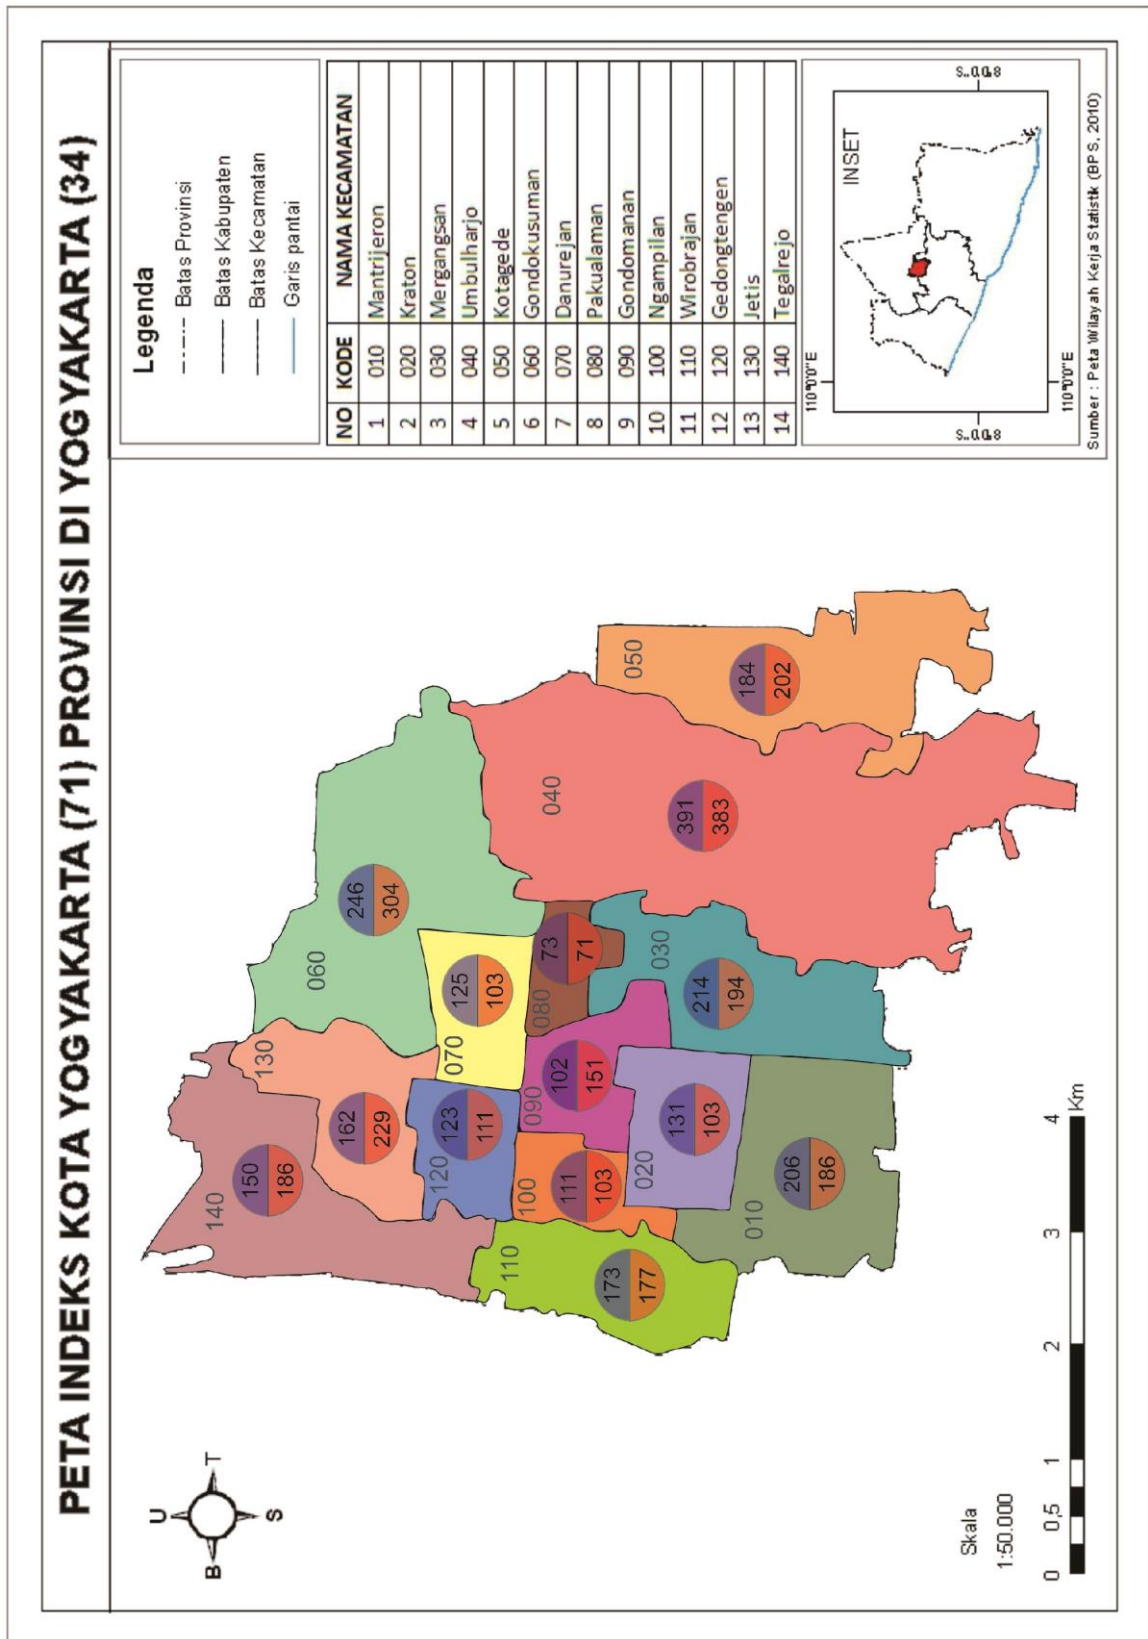 PETA INDEKS KOTA YOGYAKARTA (71) PROVINSI DI YOGYAKARTA (34)
U
B T
S
140
150
186
130
162
229
060
246
304
120
123
111
070
125
103
110
173
177
100
111
103
090
102
151
080
73
71
040
391
383
050
184
202
020
131
103
030
214
194
010
206
186
Skala
1:50.000
0 0,5 1 2 3 4
Km
Legenda
Batas Provinsi
Batas Kabupaten
Batas Kecamatan
Garis pantai
NO KODE NAMA KECAMATAN
1 010 Mantrijeron
2 020 Kraton
3 030 Mergangsan
4 040 Umbulharjo
5 050 Kotagede
6 060 Gondokusuman
7 070 Danurejan
8 080 Pakualaman
9 090 Gondomanan
10 100 Ngampilan
11 110 Wirobrajan
12 120 Gedongtengen
13 130 Jetis
14 140 Tegalrejo
110°0'0"E
INSET
110°0'0"E
Sumber : Peta Wilayah Kerja Statistik (BPS, 2010)